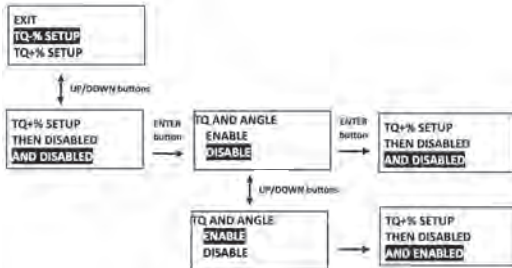 EXIT
TQ-% SETUP
TQ+% SETUP
UP/DOWN buttons
TQ+% SETUP
THEN DISABLED
AND DISABLED
ENTER
button
TQ AND ANGLE
ENABLE
DISABLE
ENTER
button
TQ+% SETUP
THEN DISABLED
AND DISABLED
UP/DOWN buttons
TQ AND ANGLE
ENABLE
DISABLE
TQ+% SETUP
THEN DISABLED
AND ENABLED